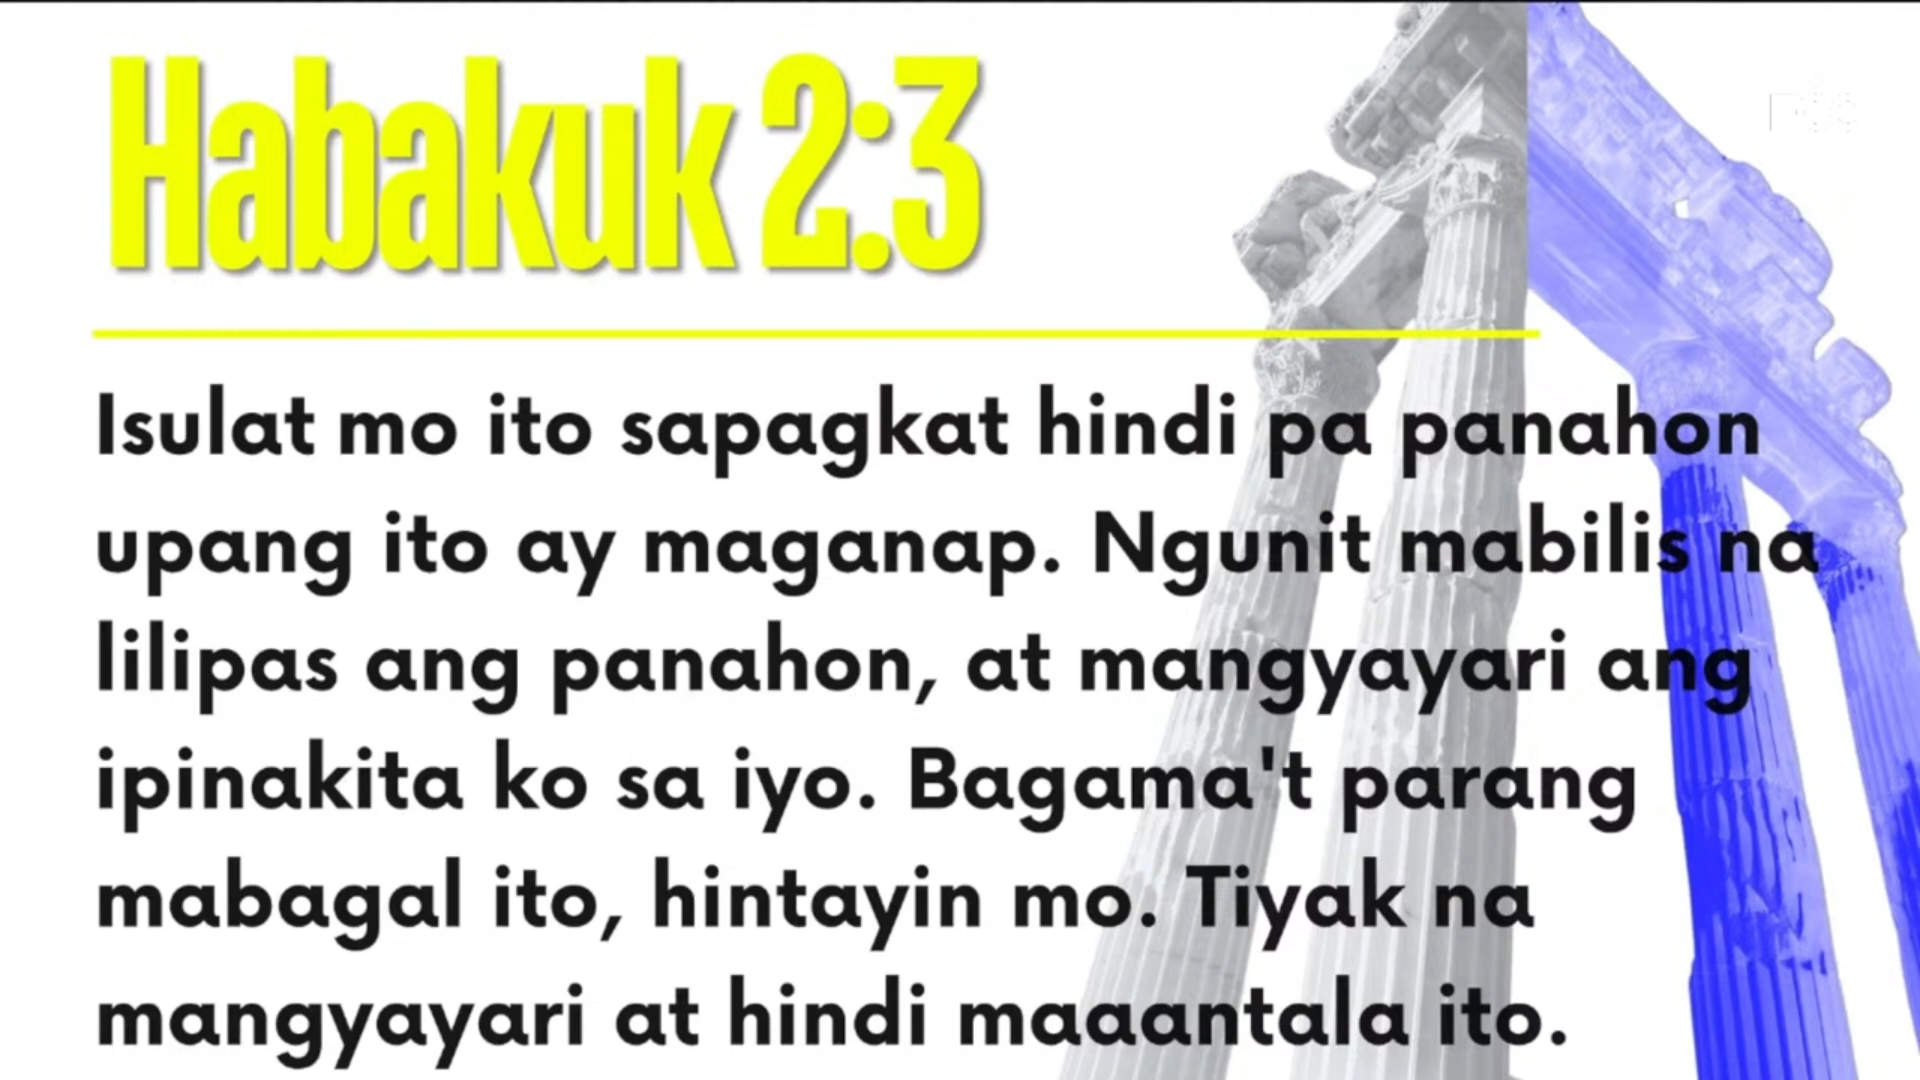 Habakuk 2:3
Isulat mo ito sapagkat hindi pa panahon
upang ito ay maganap. Ngunit mabilis na
lilipas ang panahon, at mangyayari ang
ipinakita ko sa iyo. Bagama't parang
mabagal ito, hintayin mo. Tiyak na
mangyayari at hindi maaantala ito.